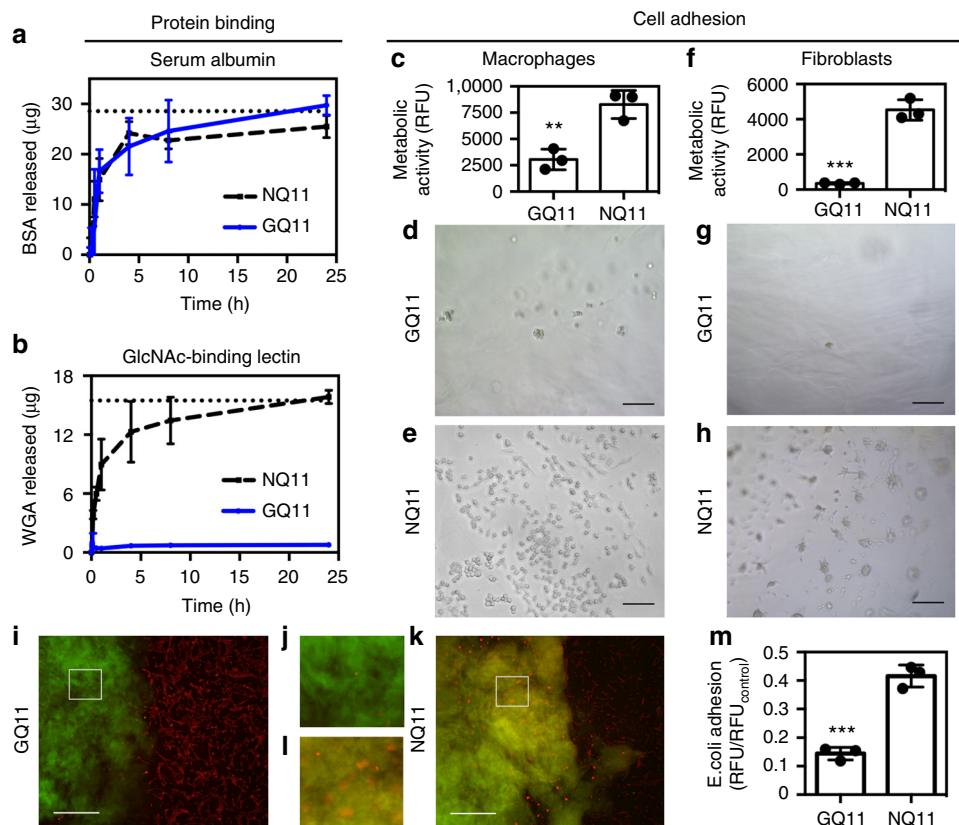 Protein binding
Cell adhesion
a
Serum albumin
BSA released (µg)
30
20
10
0
NQ11
GQ11
0 5 10 15 20 25
Time (h)
b
GlcNAc-binding lectin
WGA released (µg)
18
12
6
0
NQ11
GQ11
0 5 10 15 20 25
Time (h)
c
Macrophages
Metabolic
activity (RFU)
1,0000
7,500
5000
2500
0
**
GQ11 NQ11
f
Fibroblasts
Metabolic
activity (RFU)
6000
4000
2000
0
***
GQ11 NQ11
d
GQ11
g
GQ11
e
NQ11
h
NQ11
i
GQ11
j
l
k
NQ11
m
E.coli adhesion
(RFU/RFUcontrol)
0.5
0.4
0.3
0.2
0.1
0
***
GQ11 NQ11